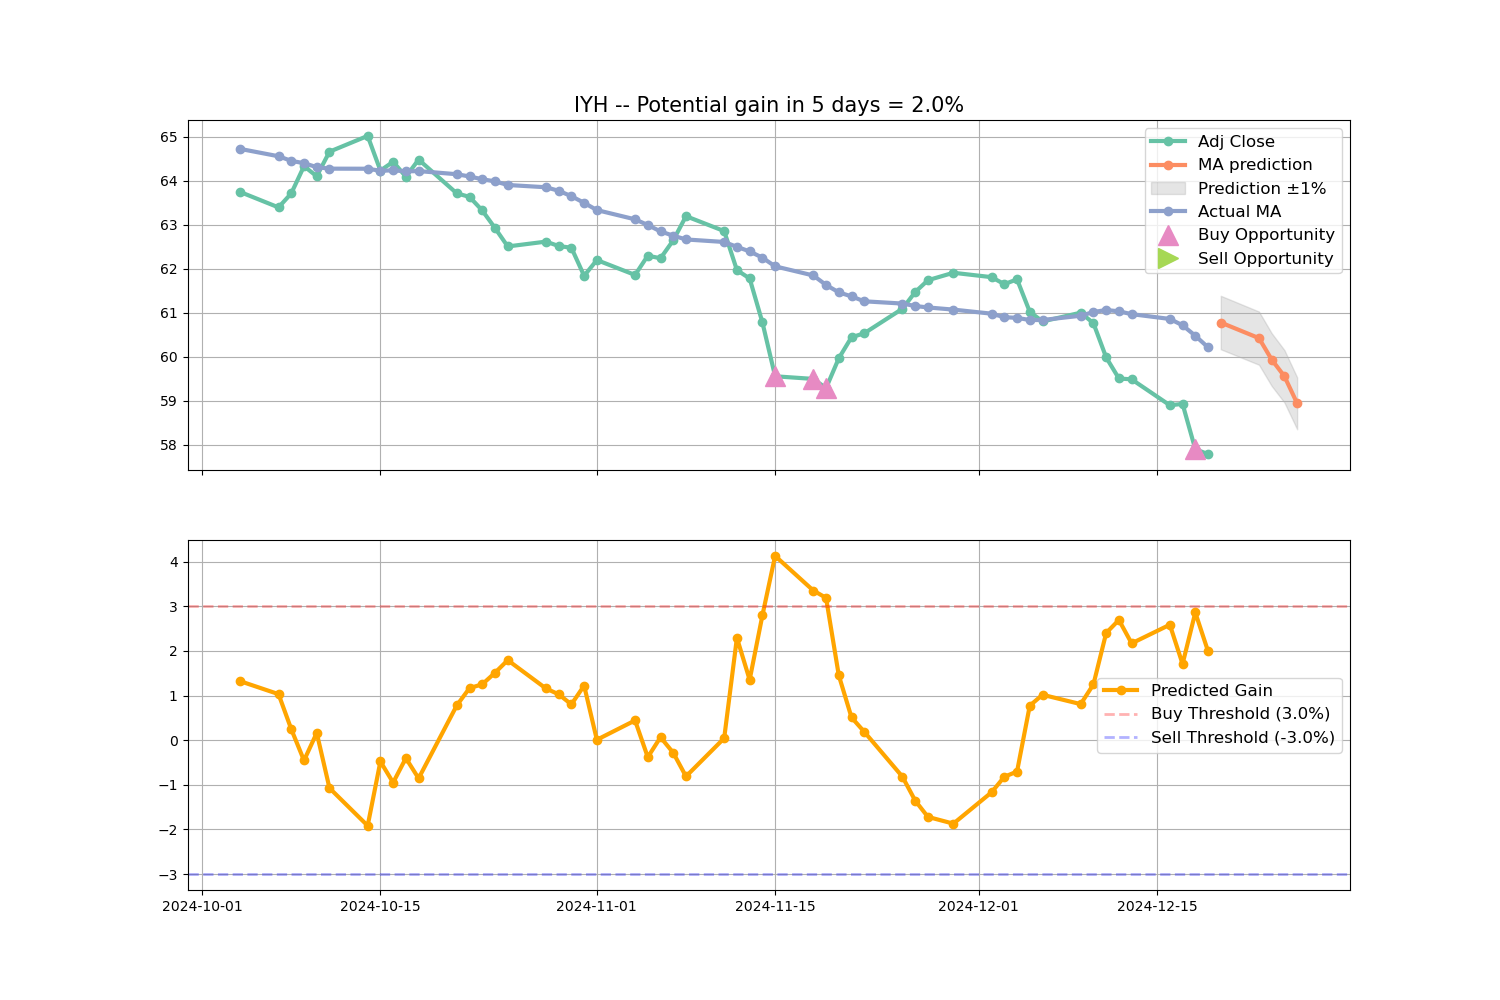 IYH -- Potential gain in 5 days = 2.0%
65
64
63
62
61
60
59
58
Adj Close
MA prediction
Prediction ±1%
Actual MA
Buy Opportunity
Sell Opportunity
4
3
2
1
0
−1
−2
−3
Predicted Gain
Buy Threshold (3.0%)
Sell Threshold (-3.0%)
2024-10-01 2024-10-15 2024-11-01 2024-11-15 2024-12-01 2024-12-15